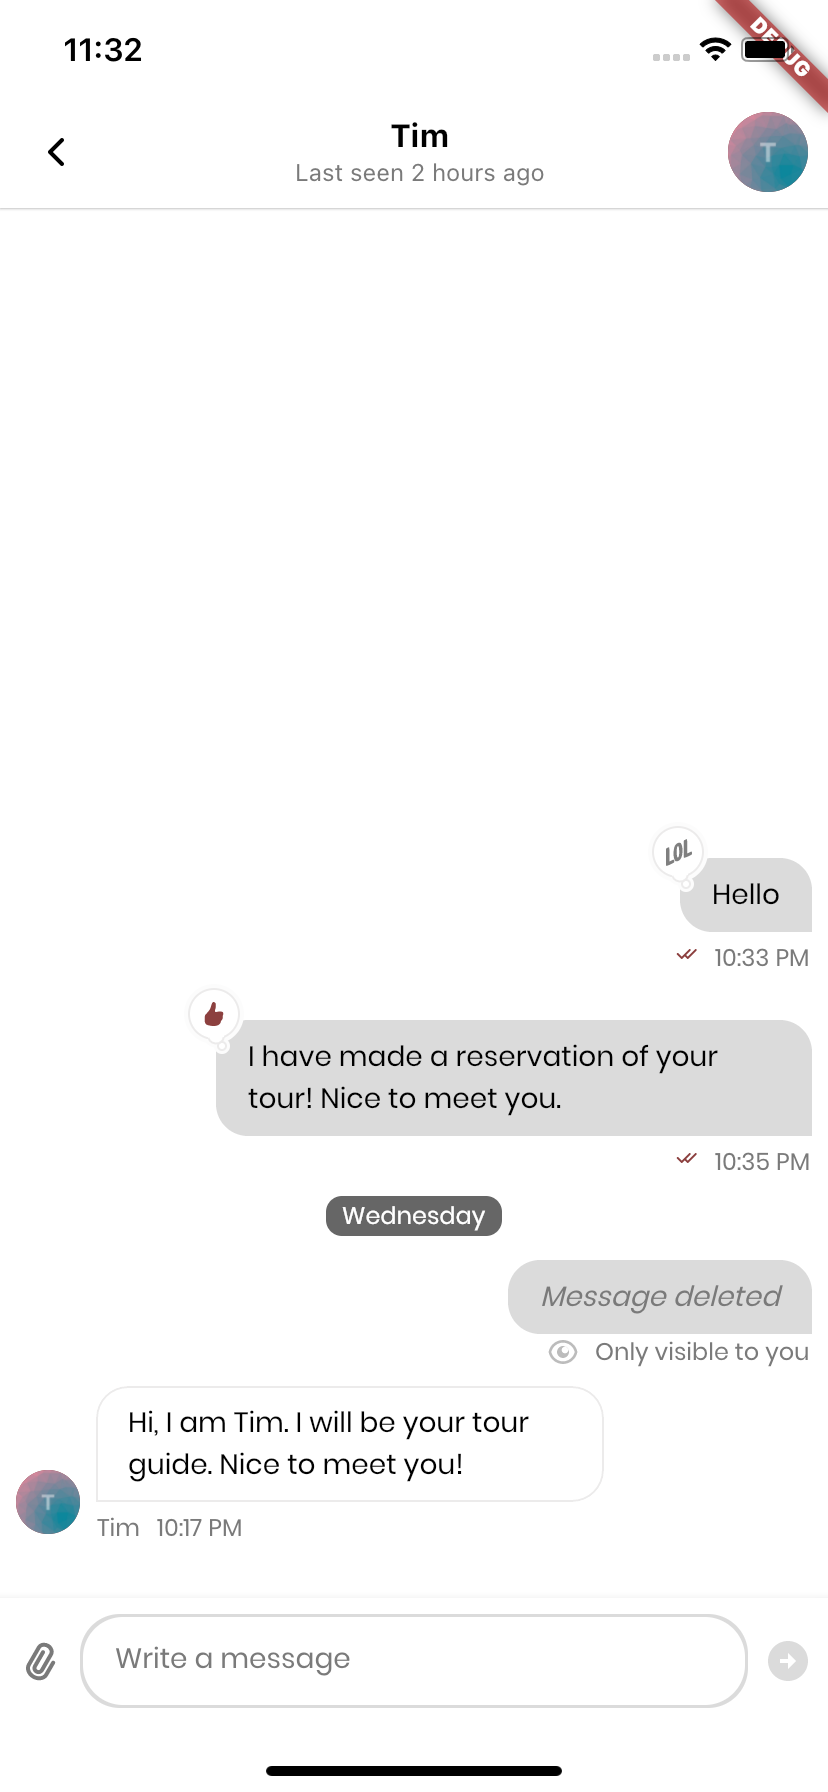 11:32
DEBUG
Tim
Last seen 2 hours ago
T
LOL
Hello
10:33 PM
I have made a reservation of your
tour! Nice to meet you.
10:35 PM
Wednesday
Message deleted
Only visible to you
Hi, I am Tim. I will be your tour
guide. Nice to meet you!
T
Tim 10:17 PM
Write a message